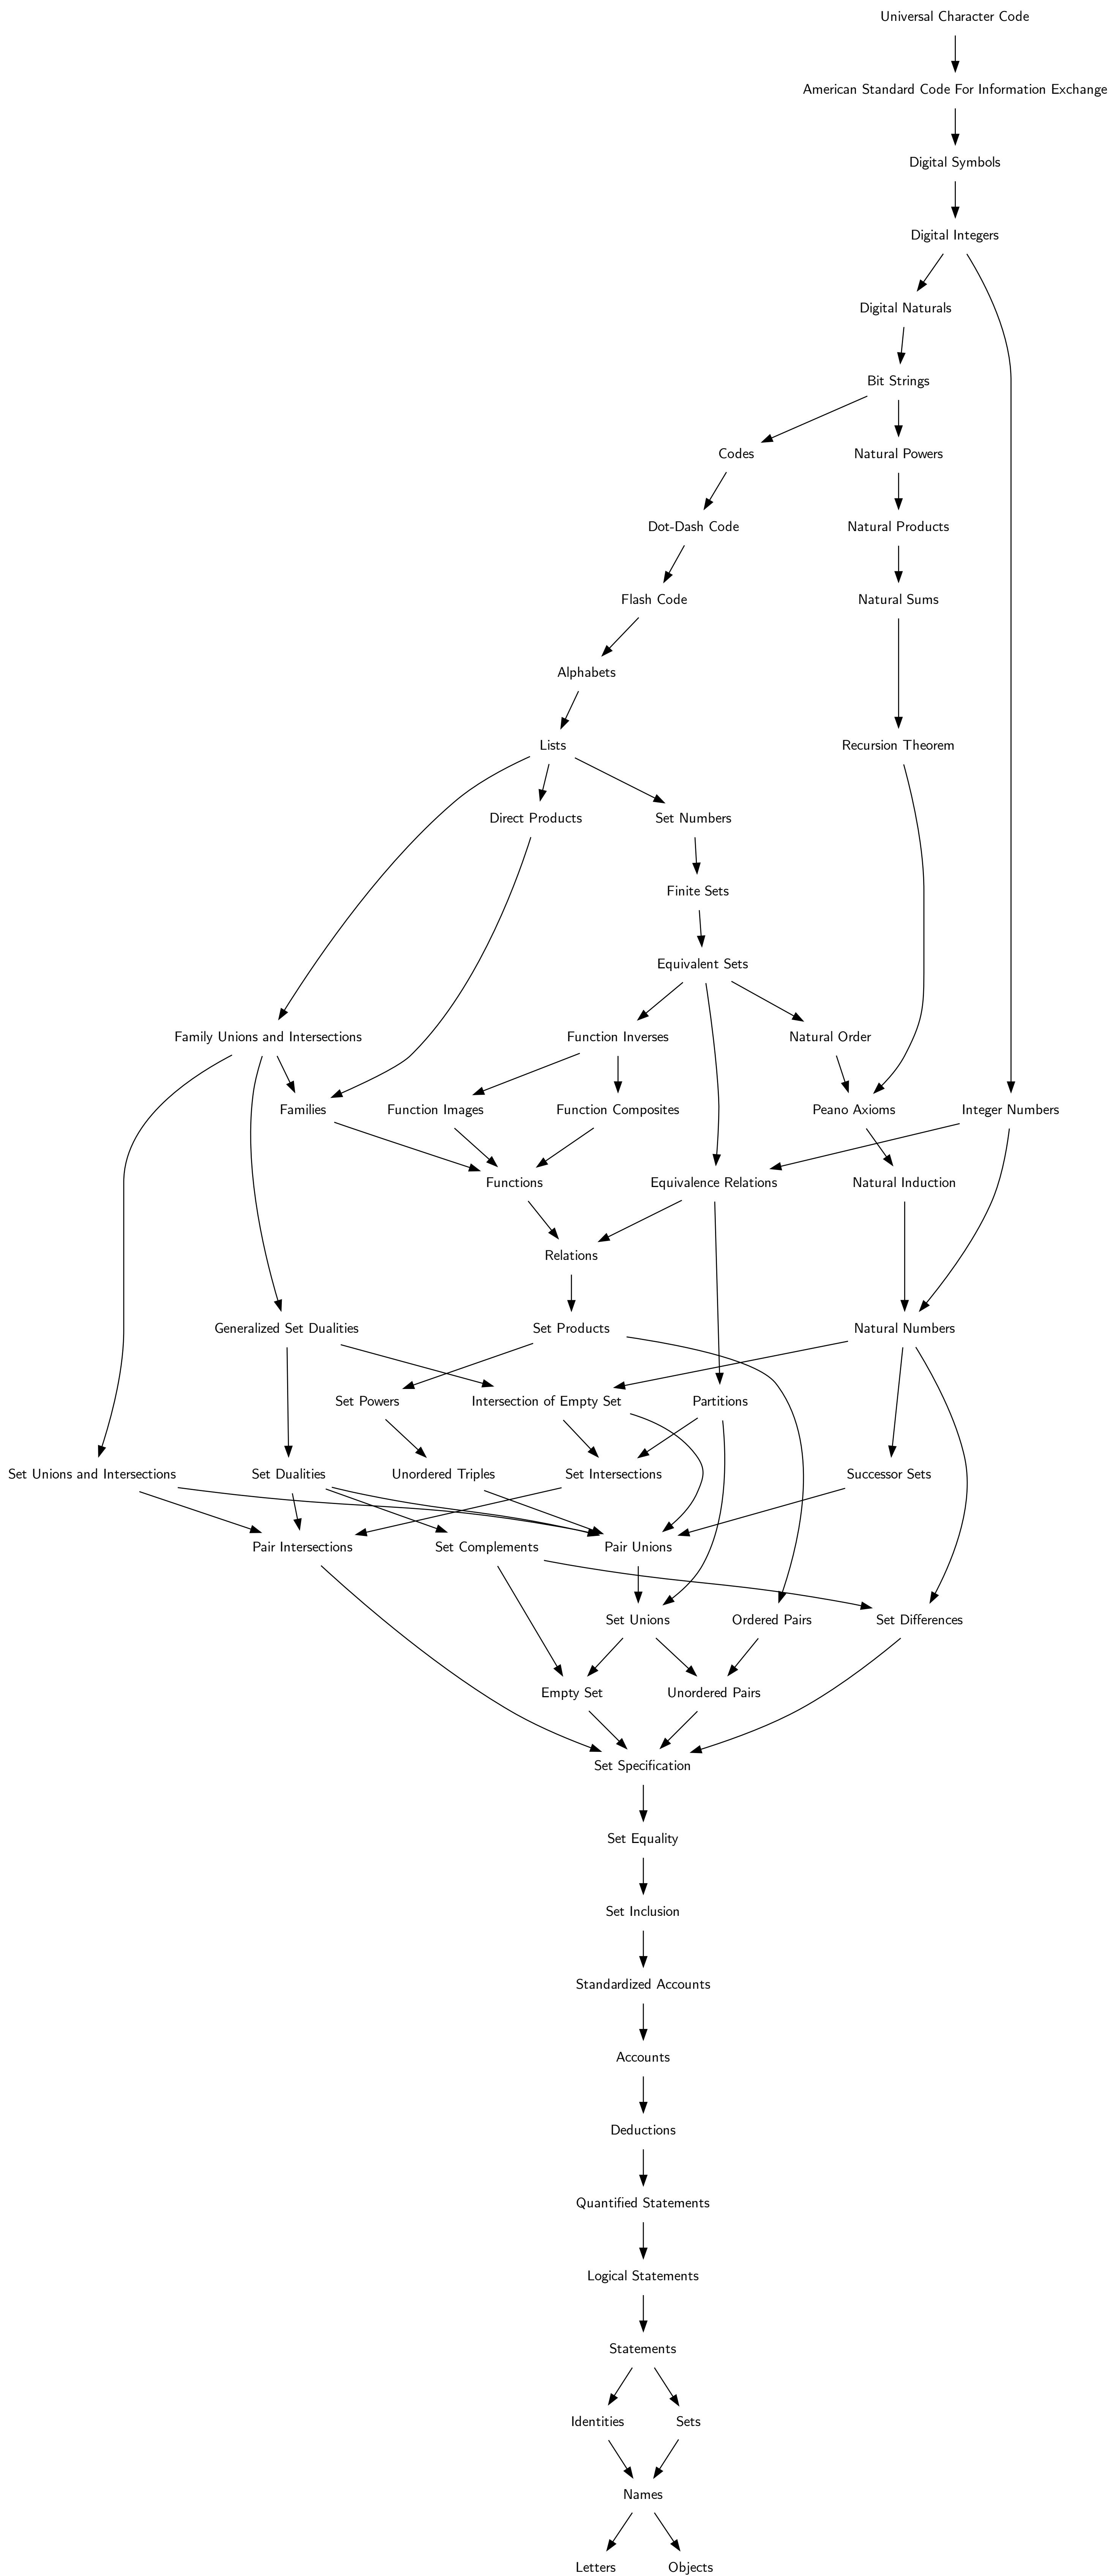 Universal Character Code
American Standard Code For Information Exchange
Digital Symbols
Digital Integers
Digital Naturals
Bit Strings
Codes
Natural Powers
Dot-Dash Code
Natural Products
Flash Code
Natural Sums
Alphabets
Lists
Recursion Theorem
Direct Products
Set Numbers
Finite Sets
Equivalent Sets
Family Unions and Intersections
Function Inverses
Natural Order
Families
Function Images
Function Composites
Peano Axioms
Integer Numbers
Functions
Equivalence Relations
Natural Induction
Relations
Generalized Set Dualities
Set Products
Natural Numbers
Set Powers
Intersection of Empty Set
Partitions
Set Unions and Intersections
Set Dualities
Unordered Triples
Set Intersections
Successor Sets
Pair Intersections
Set Complements
Pair Unions
Set Unions
Ordered Pairs
Set Differences
Empty Set
Unordered Pairs
Set Specification
Set Equality
Set Inclusion
Standardized Accounts
Accounts
Deductions
Quantified Statements
Logical Statements
Statements
Identities
Sets
Names
Letters
Objects